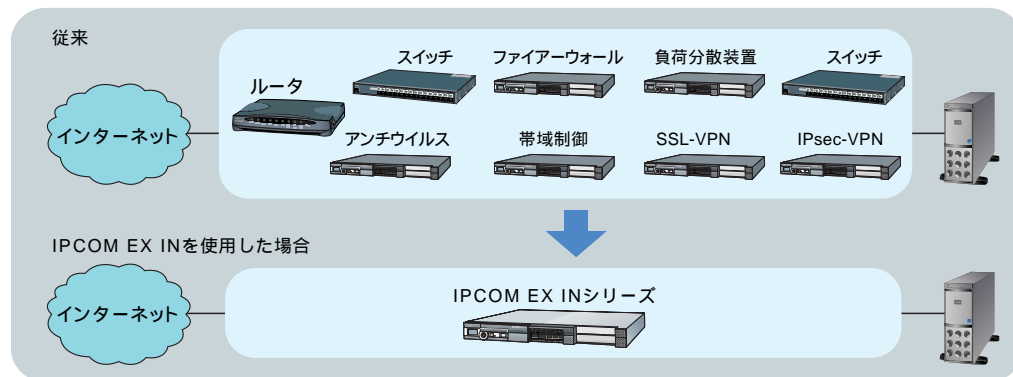 従来
スイッチ
ファイアーウォール
負荷分散装置
スイッチ
ルータ
インターネット
アンチウイルス
帯域制御
SSL-VPN
IPsec-VPN
IPCOM EX INを使用した場合
IPCOM EX INシリーズ
インターネット